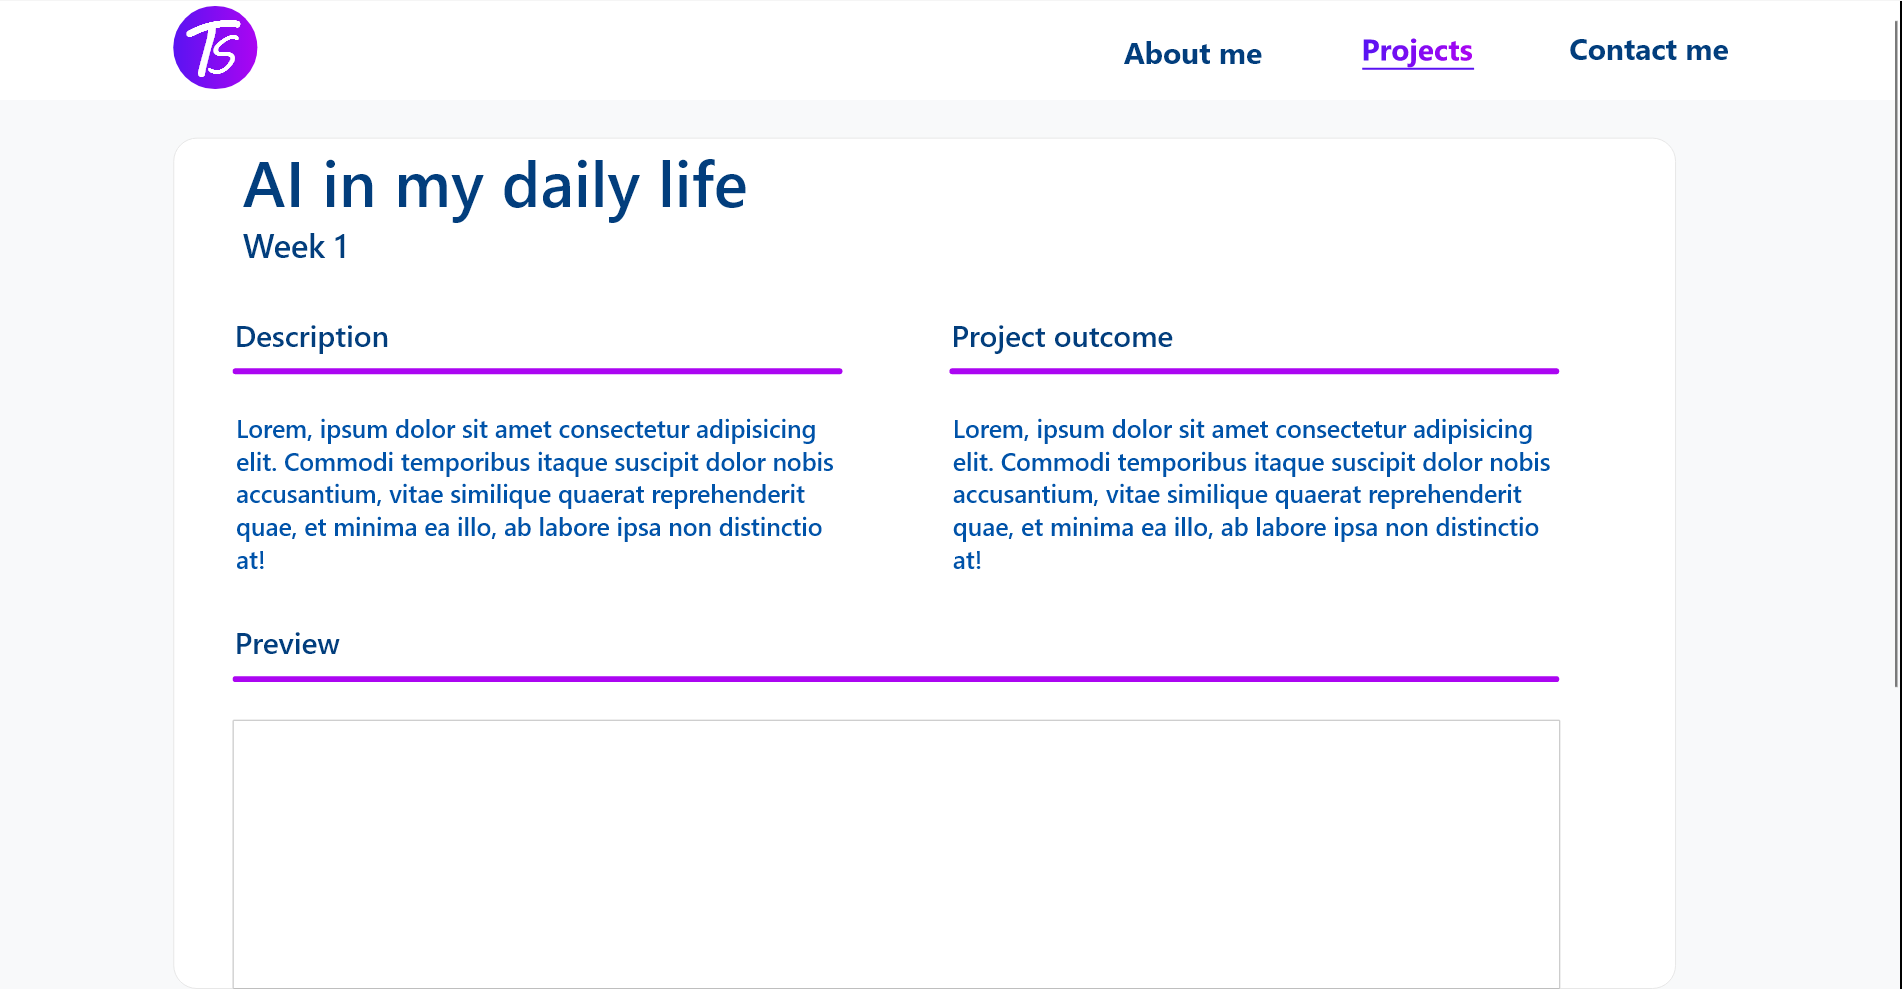 TS
About me
Projects
Contact me
AI in my daily life
Week 1
Description
Lorem, ipsum dolor sit amet consectetur adipisicing
elit. Commodi temporibus itaque suscipit dolor nobis
accusantium, vitae similique quaerat reprehenderit
quae, et minima ea illo, ab labore ipsa non distinctio
at!
Project outcome
Lorem, ipsum dolor sit amet consectetur adipisicing
elit. Commodi temporibus itaque suscipit dolor nobis
accusantium, vitae similique quaerat reprehenderit
quae, et minima ea illo, ab labore ipsa non distinctio
at!
Preview